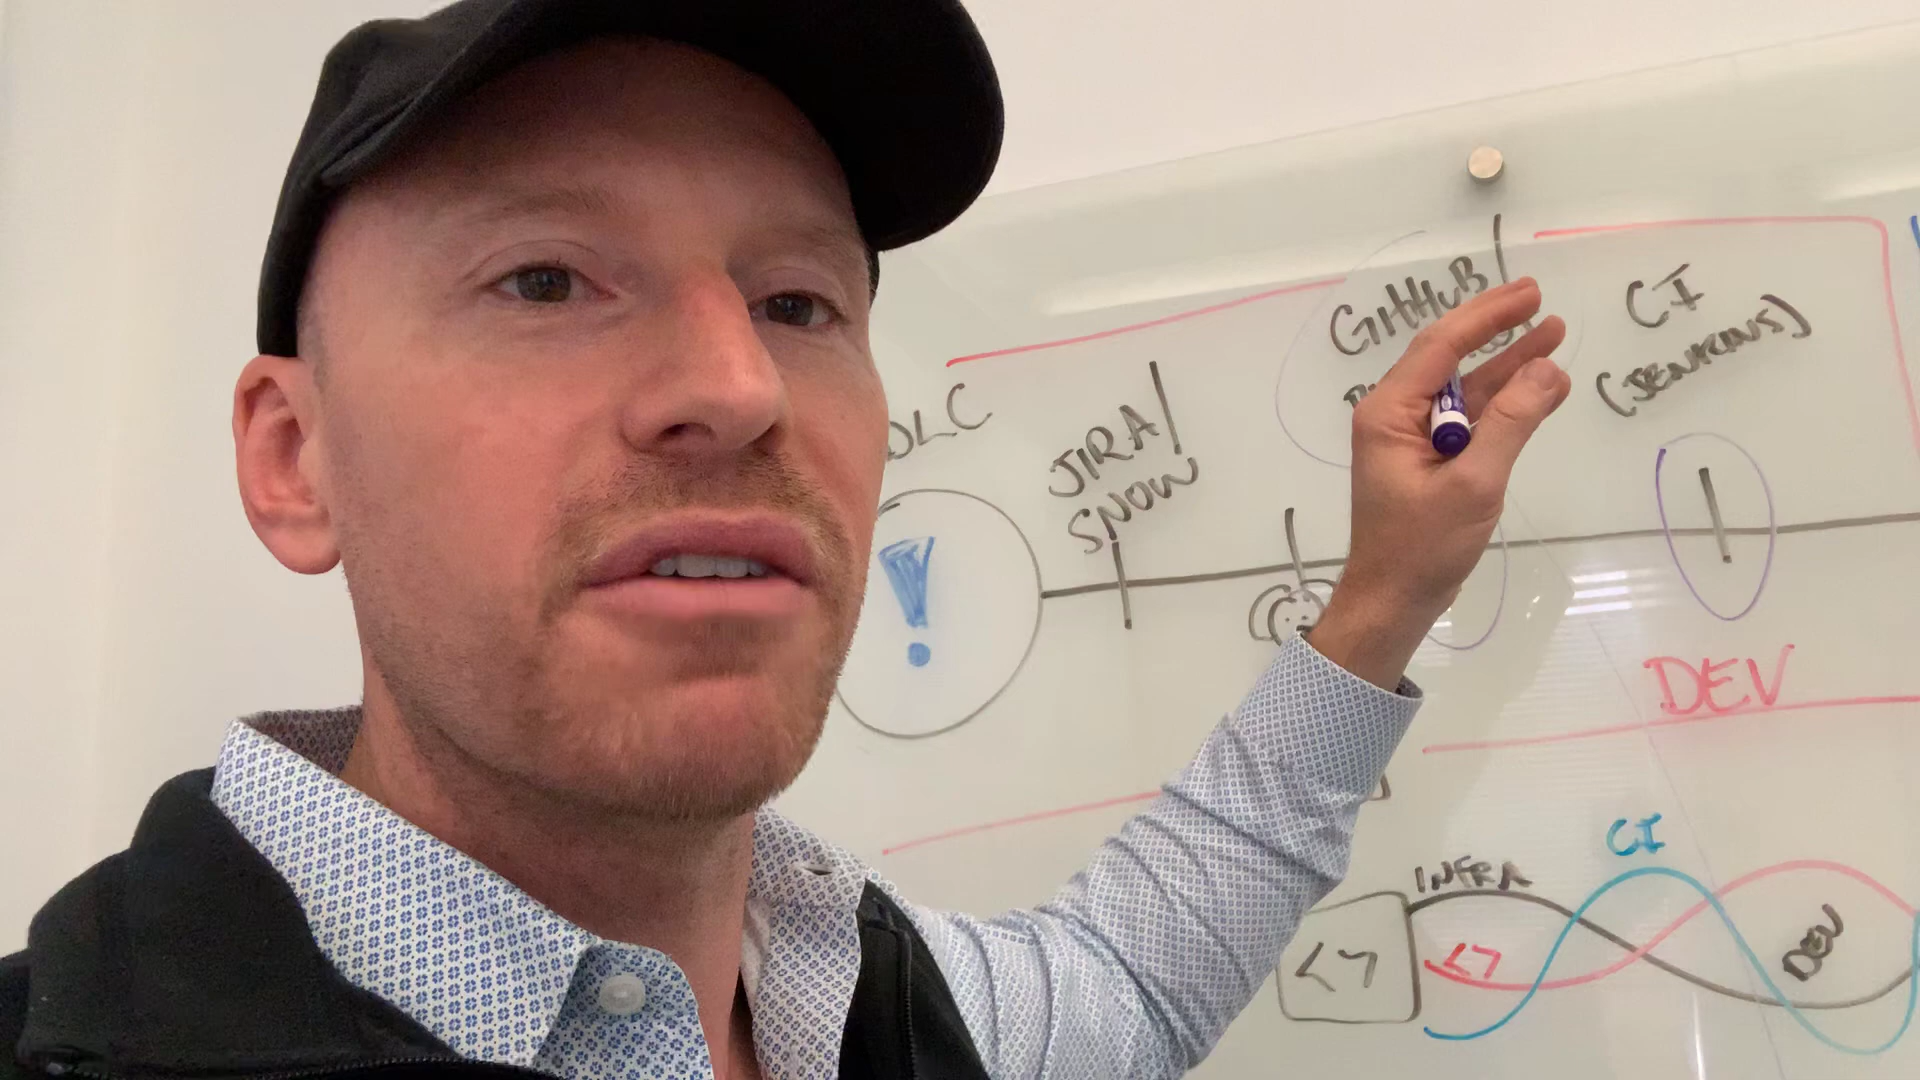 DLC
JIRA/
SNOW
GITHUB/
CI
(JENKINS)
!
DEV
CI
INFRA
<>
<>
DEV